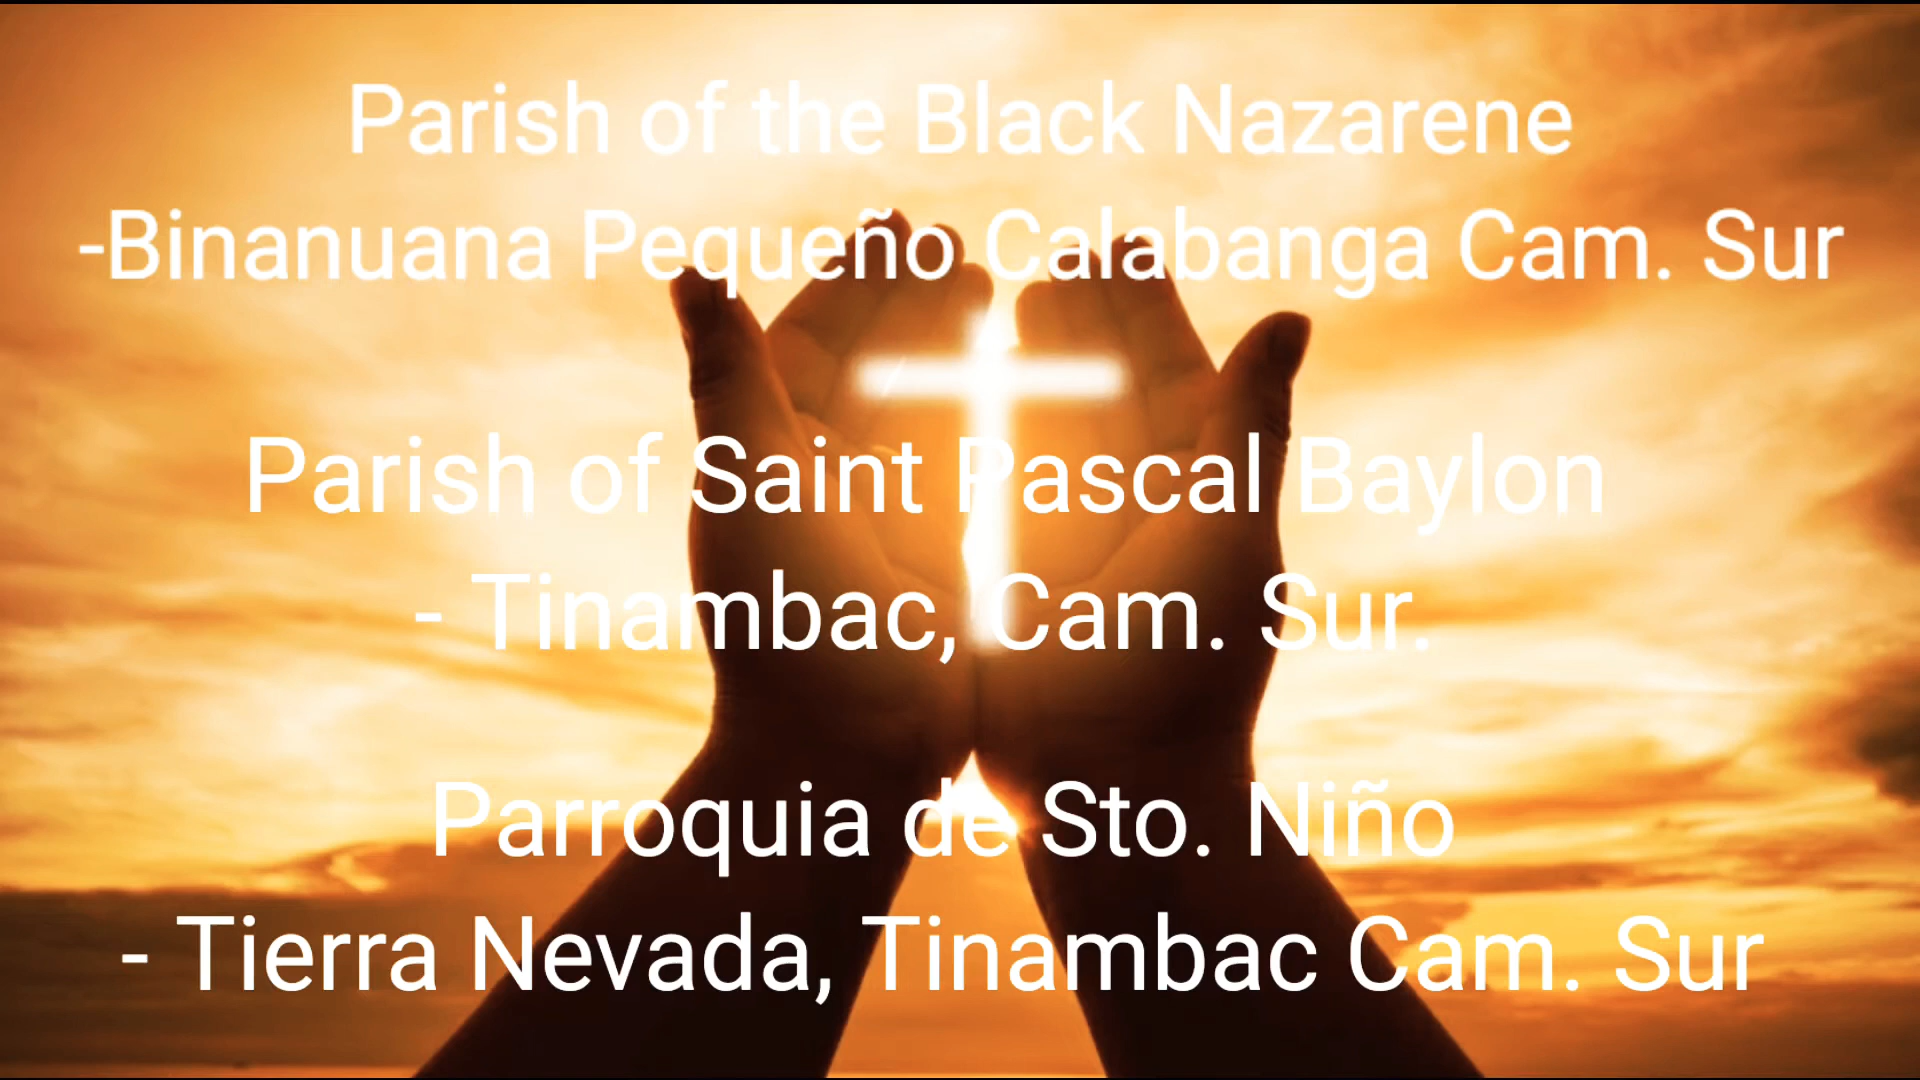 Parish of the Black Nazarene
-Binanuana Pequeño Calabanga Cam. Sur
Parish of Saint Pascal Baylon
- Tinambac, Cam. Sur.
Parroquia de Sto. Niño
- Tierra Nevada, Tinambac Cam. Sur